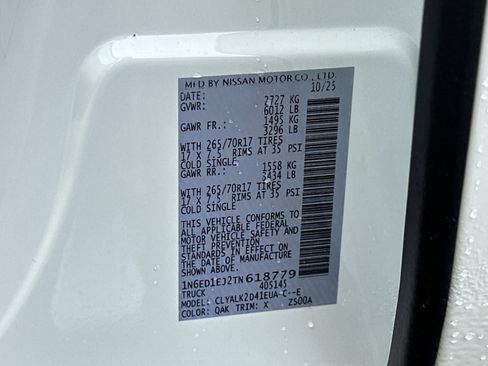 MFD BY NISSAN MOTOR CO., LTD.
DATE: 10/25
GVWR: 2727 KG
6012 LB
GAWR FR.: 1495 KG
3296 LB
WITH 265/70R17 TIRES
17 X 7.5 RIMS AT 35 PSI
COLD SINGLE
GAWR RR.: 1558 KG
3434 LB
WITH 265/70R17 TIRES
17 X 7.5 RIMS AT 35 PSI
COLD SINGLE
THIS VEHICLE CONFORMS TO
ALL APPLICABLE FEDERAL
MOTOR VEHICLE SAFETY AND
THEFT PREVENTION
STANDARDS IN EFFECT ON
THE DATE OF MANUFACTURE
SHOWN ABOVE.
1N6ED1EJ2TN618779
TRUCK 405145
MODEL: CLYALK2D41EUA-C--E
COLOR: QAK TRIM: X ZS00A